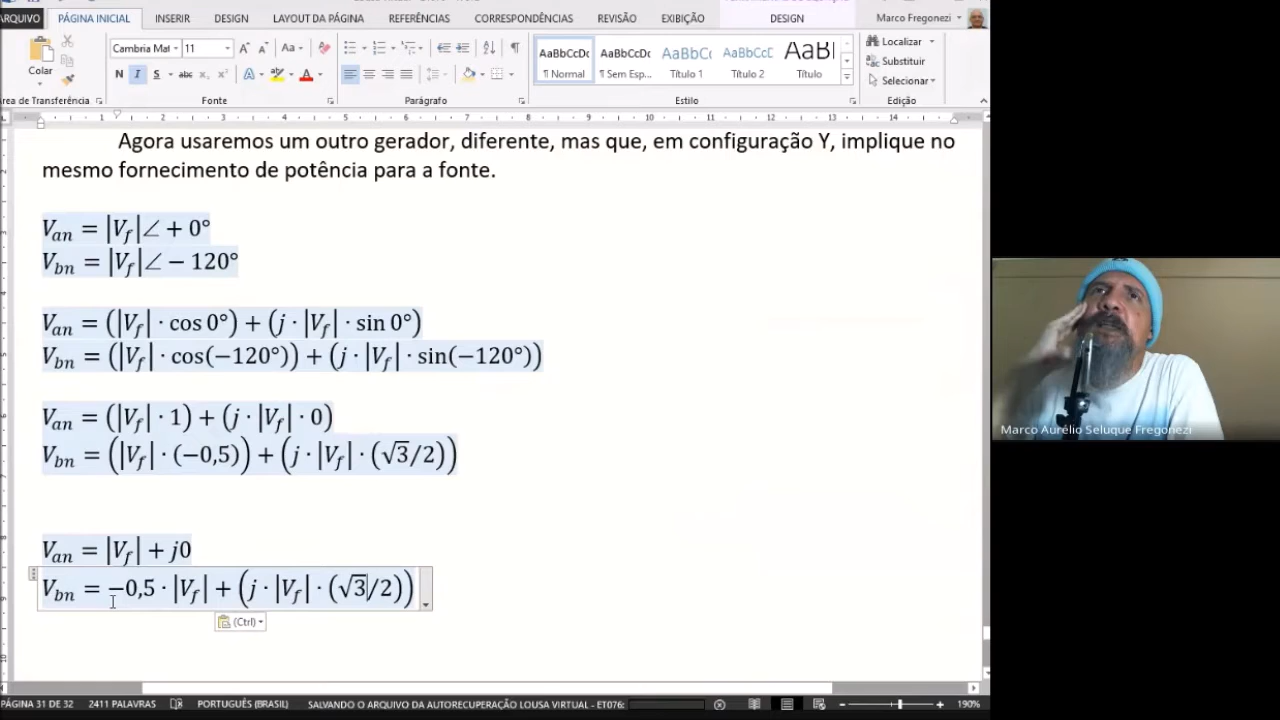 ARQUIVO PÁGINA INICIAL INSERIR DESIGN LAYOUT DA PÁGINA REFERÊNCIAS CORRESPONDÊNCIAS REVISÃO EXIBIÇÃO DESIGN Marco Fregonezi
Colar
Cambria Mat 11
Aa
N I S abc
AaBbCcDc AaBbCcDc AaBbC( AaBbCcC AaB
¶ Normal ¶ Sem Esp... Título 1 Título 2 Título
Localizar
Substituir
Selecionar
Área de Transferência Fonte Parágrafo Estilo Edição
Agora usaremos um outro gerador, diferente, mas que, em configuração Y, implique no
mesmo fornecimento de potência para a fonte.
V_an = |V_f|∠ + 0°
V_bn = |V_f|∠ − 120°
V_an = (|V_f| · cos 0°) + (j · |V_f| · sin 0°)
V_bn = (|V_f| · cos(−120°)) + (j · |V_f| · sin(−120°))
V_an = (|V_f| · 1) + (j · |V_f| · 0)
V_bn = (|V_f| · (−0,5)) + (j · |V_f| · (√3/2))
V_an = |V_f| + j0
V_bn = −0,5 · |V_f| + (j · |V_f| · (√3/2))
(Ctrl)
Marco Aurélio Seluque Fregonezi
PÁGINA 31 DE 32 2411 PALAVRAS PORTUGUÊS (BRASIL) SALVANDO O ARQUIVO DA AUTORECUPERAÇÃO LOUSA VIRTUAL - ET076: 190%